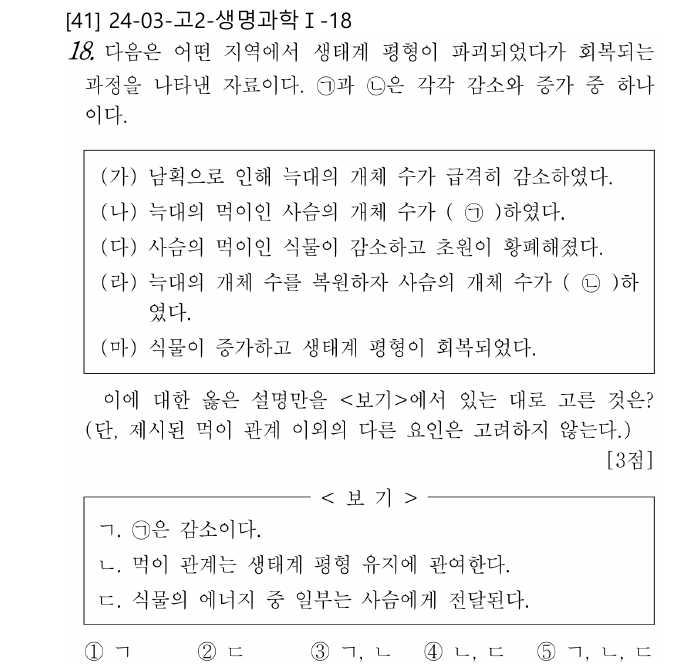 [41] 24-03-고2-생명과학Ⅰ-18
18. 다음은 어떤 지역에서 생태계 평형이 파괴되었다가 회복되는
과정을 나타낸 자료이다. ㉠과 ㉡은 각각 감소와 증가 중 하나
이다.
(가) 남획으로 인해 늑대의 개체 수가 급격히 감소하였다.
(나) 늑대의 먹이인 사슴의 개체 수가 ( ㉠ )하였다.
(다) 사슴의 먹이인 식물이 감소하고 초원이 황폐해졌다.
(라) 늑대의 개체 수를 복원하자 사슴의 개체 수가 ( ㉡ )하
였다.
(마) 식물이 증가하고 생태계 평형이 회복되었다.
이에 대한 옳은 설명만을 <보기>에서 있는 대로 고른 것은?
(단, 제시된 먹이 관계 이외의 다른 요인은 고려하지 않는다.)
[3점]
< 보 기 >
ㄱ. ㉠은 감소이다.
ㄴ. 먹이 관계는 생태계 평형 유지에 관여한다.
ㄷ. 식물의 에너지 중 일부는 사슴에게 전달된다.
① ㄱ ② ㄷ ③ ㄱ, ㄴ ④ ㄴ, ㄷ ⑤ ㄱ, ㄴ, ㄷ